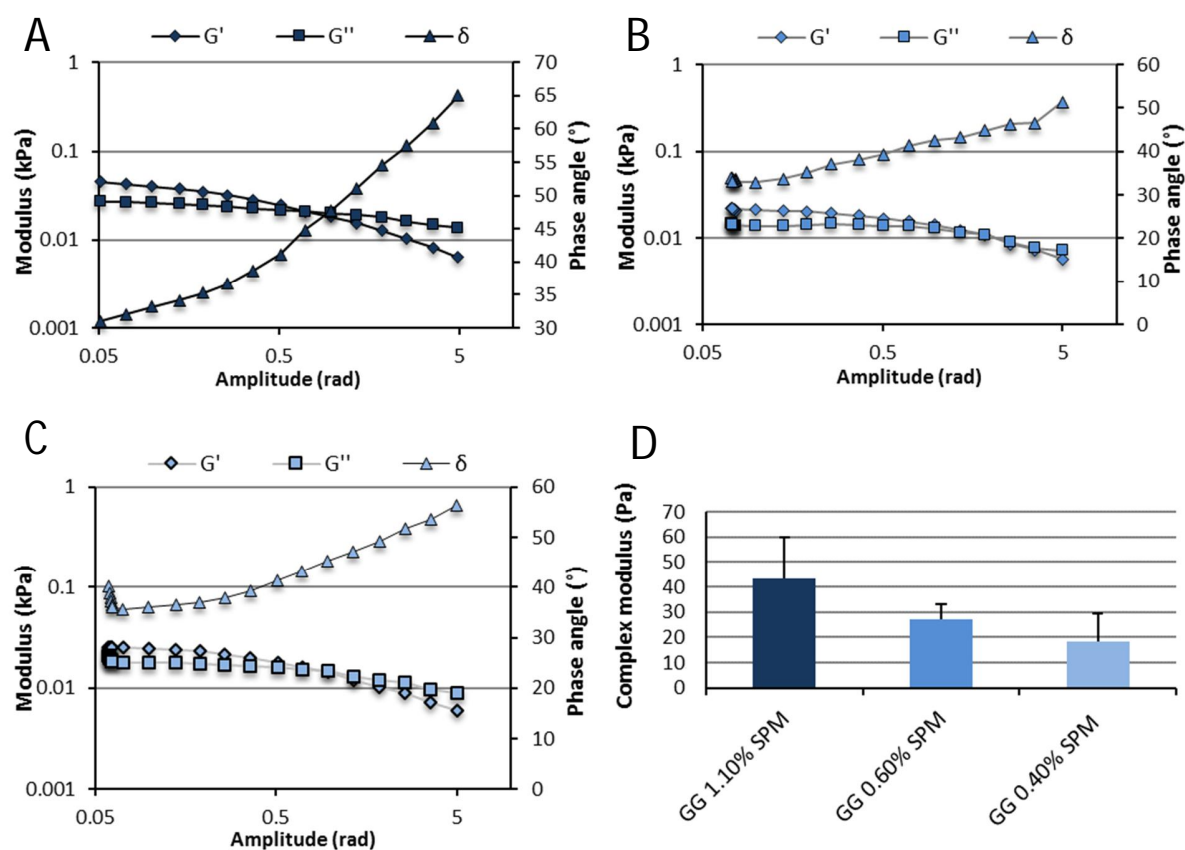 A
G' G'' δ
1 70
65
0.1 60
55
50
0.01 45
40
35
0.001 30
0.05 0.5 5
Modulus (kPa)
Phase angle (°)
Amplitude (rad)
B
G' G'' δ
1 60
50
0.1 40
30
0.01 20
10
0.001 0
0.05 0.5 5
Modulus (kPa)
Phase angle (°)
Amplitude (rad)
C
G' G'' δ
1 60
50
0.1 40
30
0.01 20
10
0.001 0
0.05 0.5 5
Modulus (kPa)
Phase angle (°)
Amplitude (rad)
D
Complex modulus (Pa)
70
60
50
40
30
20
10
0
GG 1.10% SPM
GG 0.60% SPM
GG 0.40% SPM